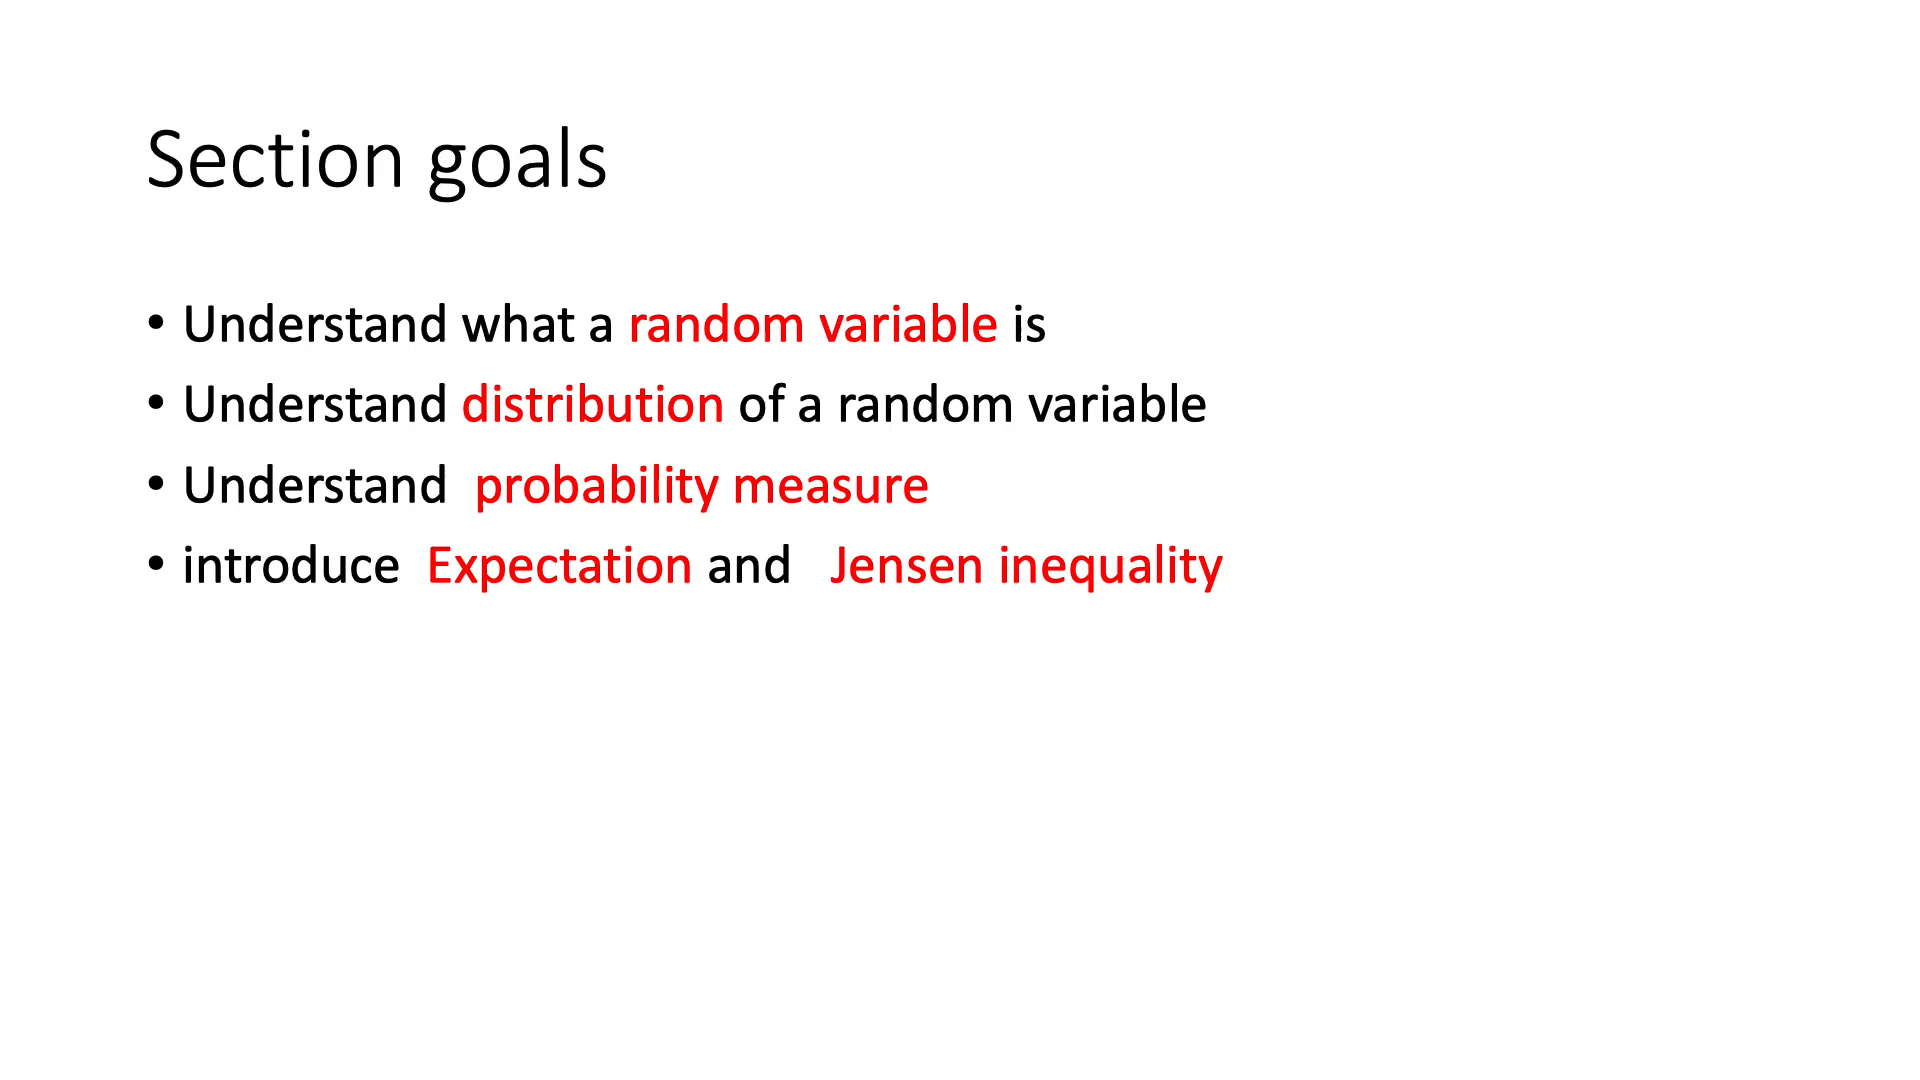 Section goals
• Understand what a random variable is
• Understand distribution of a random variable
• Understand  probability measure
• introduce  Expectation and   Jensen inequality